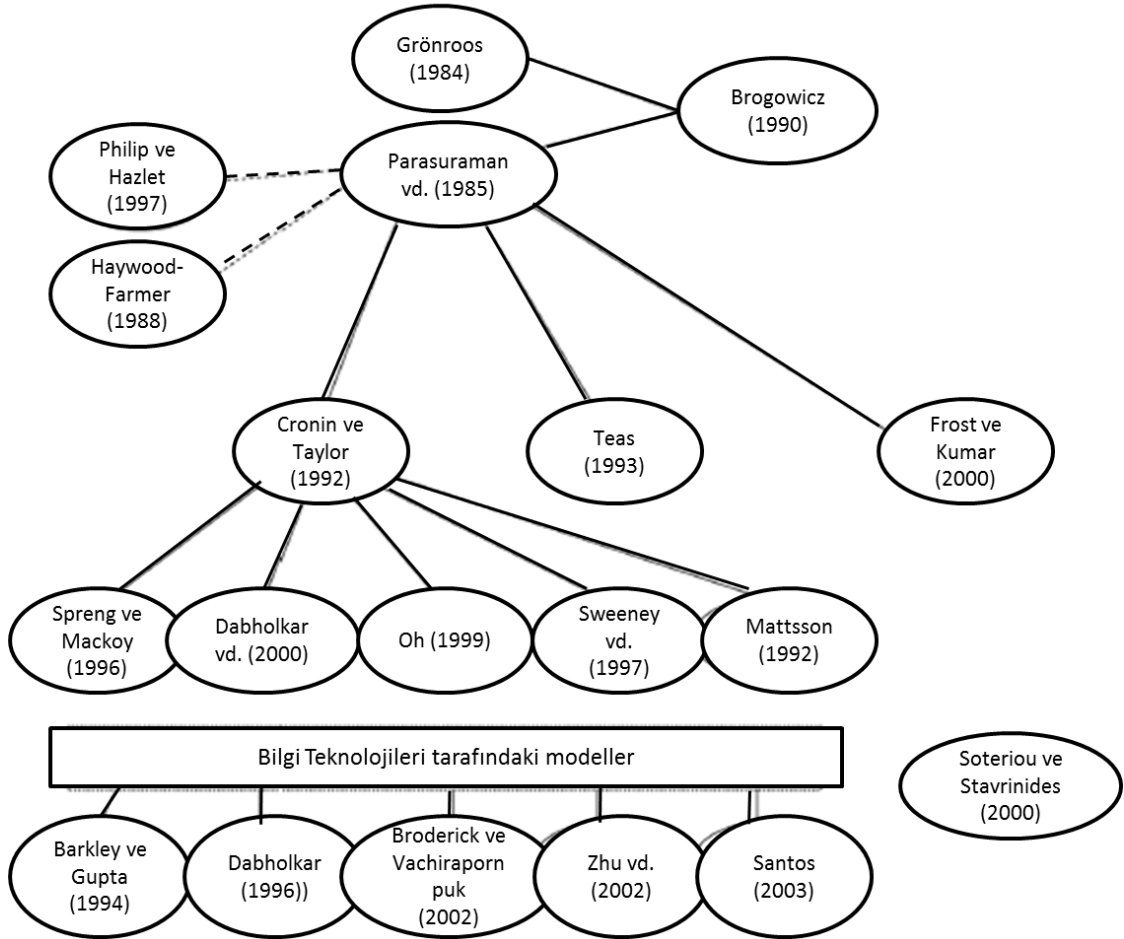 Grönroos
(1984)
Brogowicz
(1990)
Philip ve
Hazlet
(1997)
Parasuraman
vd. (1985)
Haywood-
Farmer
(1988)
Cronin ve
Taylor
(1992)
Teas
(1993)
Frost ve
Kumar
(2000)
Spreng ve
Mackoy
(1996)
Dabholkar
vd. (2000)
Oh (1999)
Sweeney
vd.
(1997)
Mattsson
(1992)
Bilgi Teknolojileri tarafındaki modeller
Soteriou ve
Stavrinides
(2000)
Barkley ve
Gupta
(1994)
Dabholkar
(1996))
Broderick ve
Vachiraporn
puk
(2002)
Zhu vd.
(2002)
Santos
(2003)